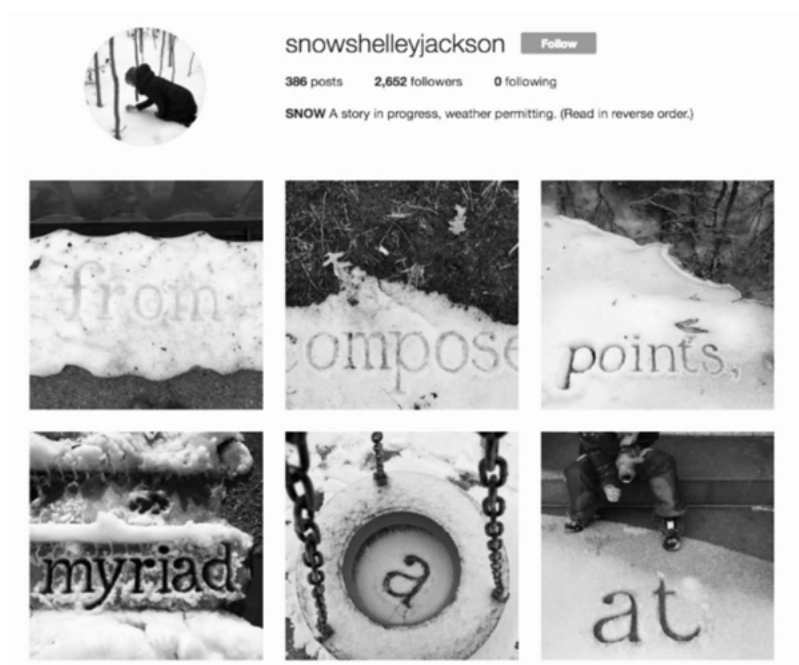 snowshelleyjackson Follow
386 posts 2,652 followers 0 following
SNOW A story in progress, weather permitting. (Read in reverse order.)
from compose points,
myriad a at